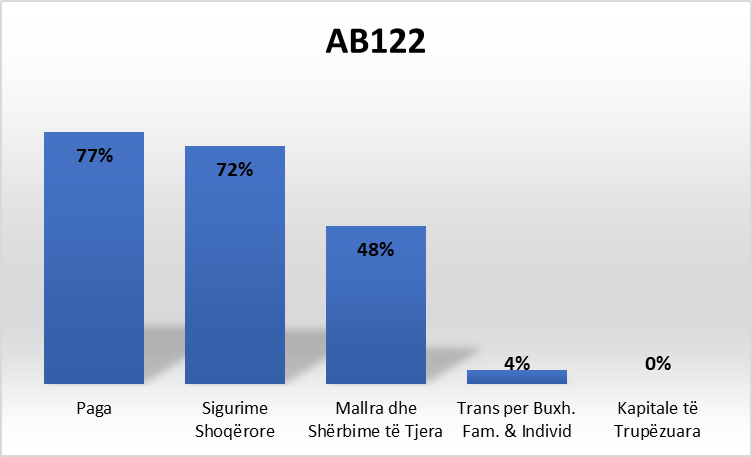 AB122
77%
72%
48%
4%
0%
Paga
Sigurime
Shoqërore
Mallra dhe
Shërbime të Tjera
Trans per Buxh.
Fam. & Individ
Kapitale të
Trupëzuara